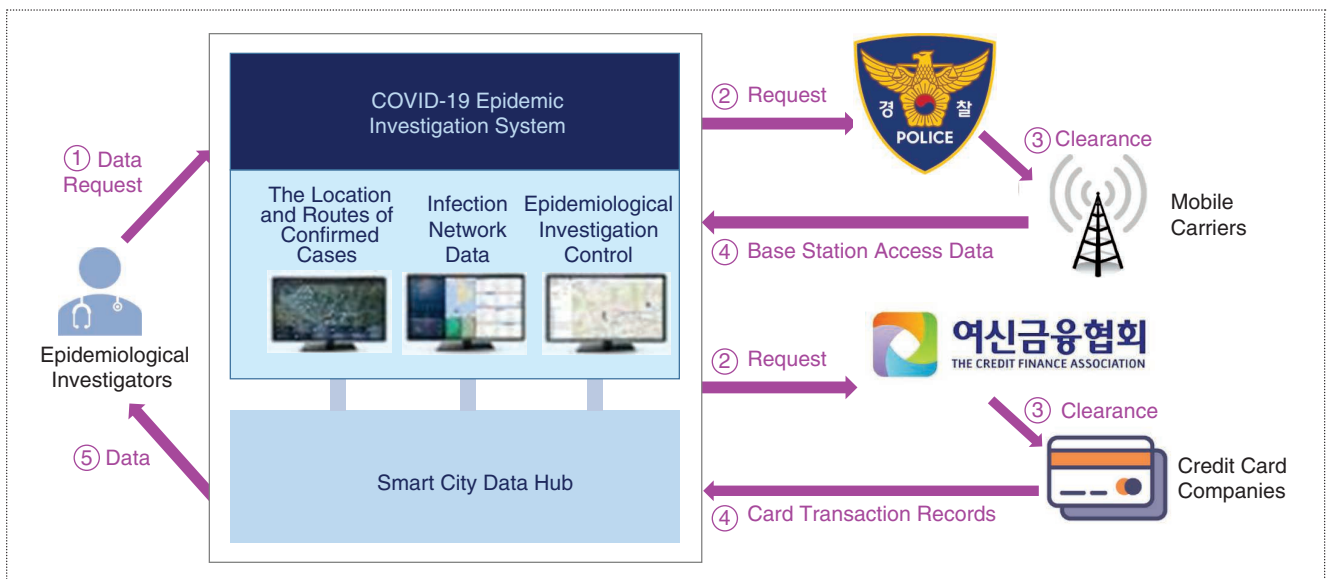 COVID-19 Epidemic
Investigation System
The Location
and Routes of
Confirmed
Cases
Infection
Network
Data
Epidemiological
Investigation
Control
Smart City Data Hub
① Data
Request
Epidemiological
Investigators
⑤ Data
② Request
경 찰
POLICE
③ Clearance
Mobile
Carriers
④ Base Station Access Data
② Request
여신금융협회
THE CREDIT FINANCE ASSOCIATION
③ Clearance
Credit Card
Companies
④ Card Transaction Records